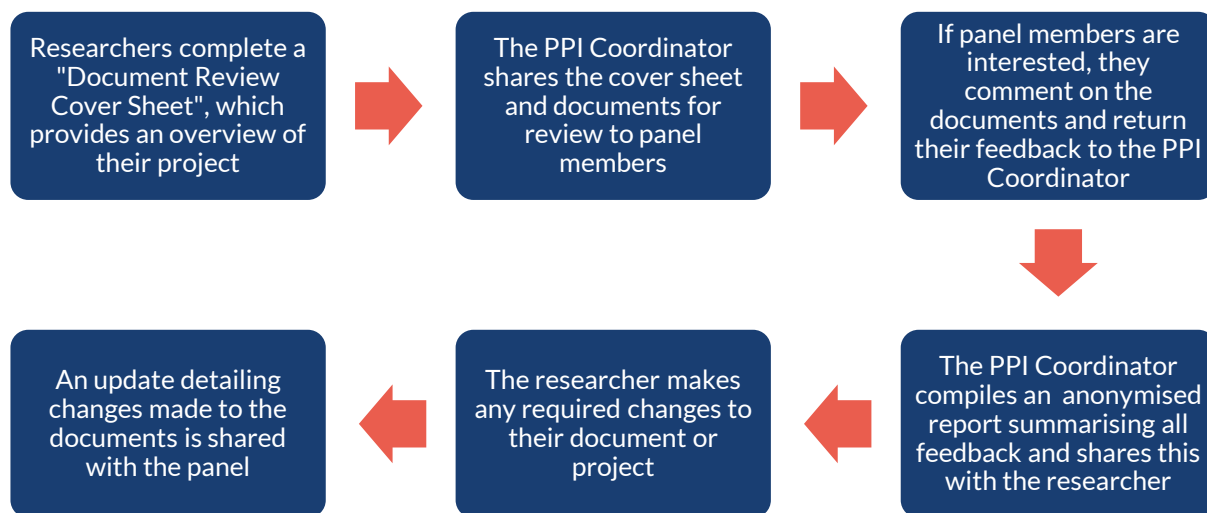 Researchers complete a
"Document Review
Cover Sheet", which
provides an overview of
their project
The PPI Coordinator
shares the cover sheet
and documents for
review to panel
members
If panel members are
interested, they
comment on the
documents and return
their feedback to the PPI
Coordinator
The PPI Coordinator
compiles an anonymised
report summarising all
feedback and shares this
with the researcher
The researcher makes
any required changes to
their document or
project
An update detailing
changes made to the
documents is shared
with the panel